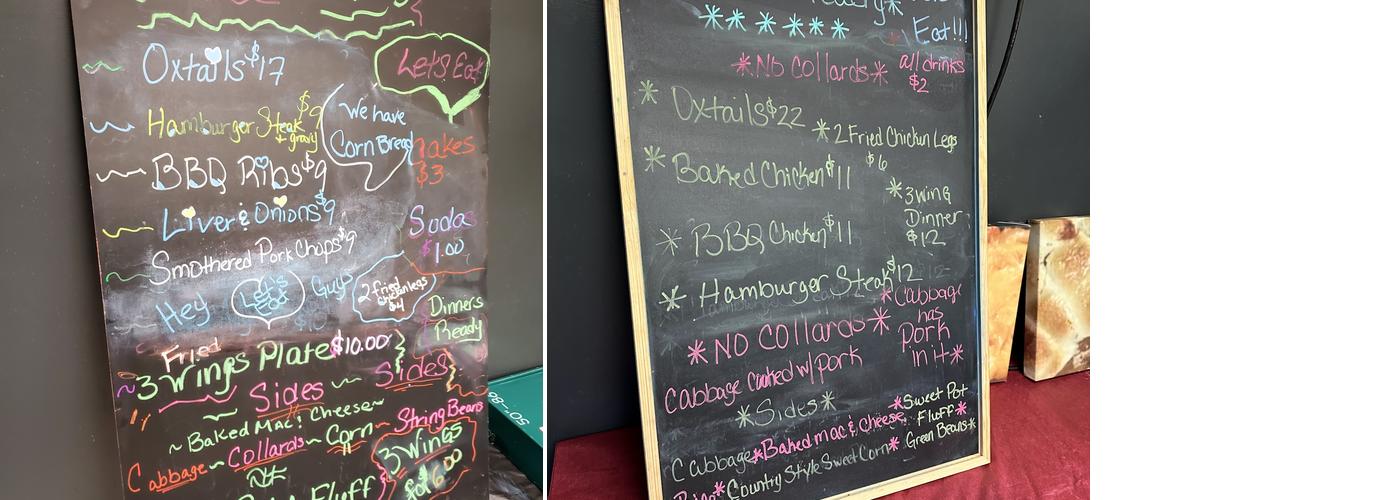 Oxtails $17
Let's Eat
Hamburger Steak $9
+ gravy
We have
Corn Bread
BBQ Ribs $9
Cakes
$3
Liver & Onions $9
Sodas
$1.00
Smothered Pork Chops $9
Hey
Let's
Eat
Guys
2 fried
chicken legs
$4
Dinners
Ready
Fried
3 Wings Plate $10.00
Sides
Sides
~ Baked Mac & Cheese ~
Cabbage ~ Collards ~ Corn ~ String Beans
3 Wings
$6.00
Fluff
Eat!!!
*No Collards*
all drinks
$2
* Oxtails $22
* 2 Fried Chicken Legs
$6
* Baked Chicken $11
* 3 wing
Dinner
$12
* BBQ Chicken $11
* Hamburger Steak $12
* Cabbage
has
Pork
in it *
* NO Collards *
Cabbage Cooked w/ pork
* Sides *
Cabbage * Baked mac & cheese
* Sweet Pot
Fluff *
Country Style Sweet Corn * Green Beans *